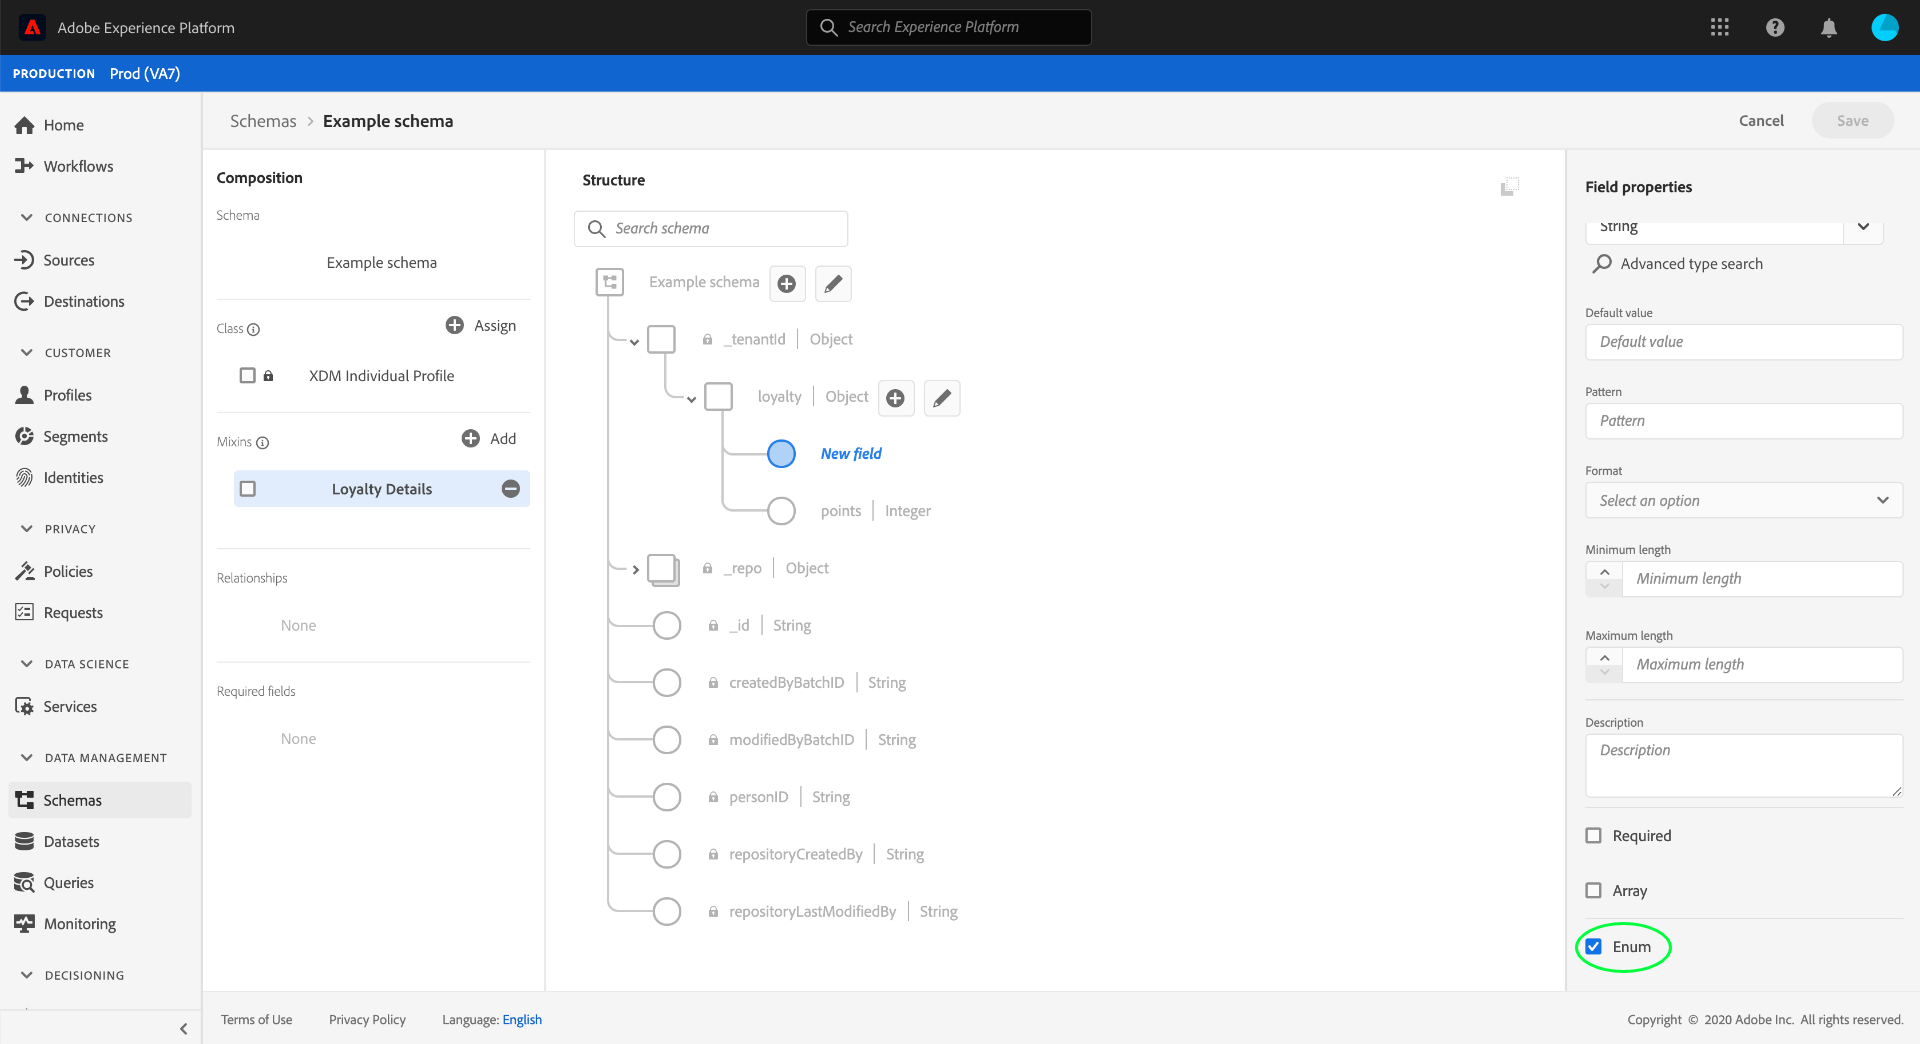 Adobe Experience Platform
Search Experience Platform
PRODUCTION Prod (VA7)
Home
Workflows
CONNECTIONS
Sources
Destinations
CUSTOMER
Profiles
Segments
Identities
PRIVACY
Policies
Requests
DATA SCIENCE
Services
DATA MANAGEMENT
Schemas
Datasets
Queries
Monitoring
DECISIONING
Schemas > Example schema
Cancel Save
Composition
Schema
Example schema
Class Assign
XDM Individual Profile
Mixins Add
Loyalty Details
Relationships
None
Required fields
None
Structure
Search schema
Example schema
_tenantId | Object
loyalty | Object
New field
points | Integer
_repo | Object
_id | String
createdByBatchID | String
modifiedByBatchID | String
personID | String
repositoryCreatedBy | String
repositoryLastModifiedBy | String
Field properties
String
Advanced type search
Default value
Default value
Pattern
Pattern
Format
Select an option
Minimum length
Minimum length
Maximum length
Maximum length
Description
Description
Required
Array
Enum
Terms of Use Privacy Policy Language: English
Copyright © 2020 Adobe Inc. All rights reserved.